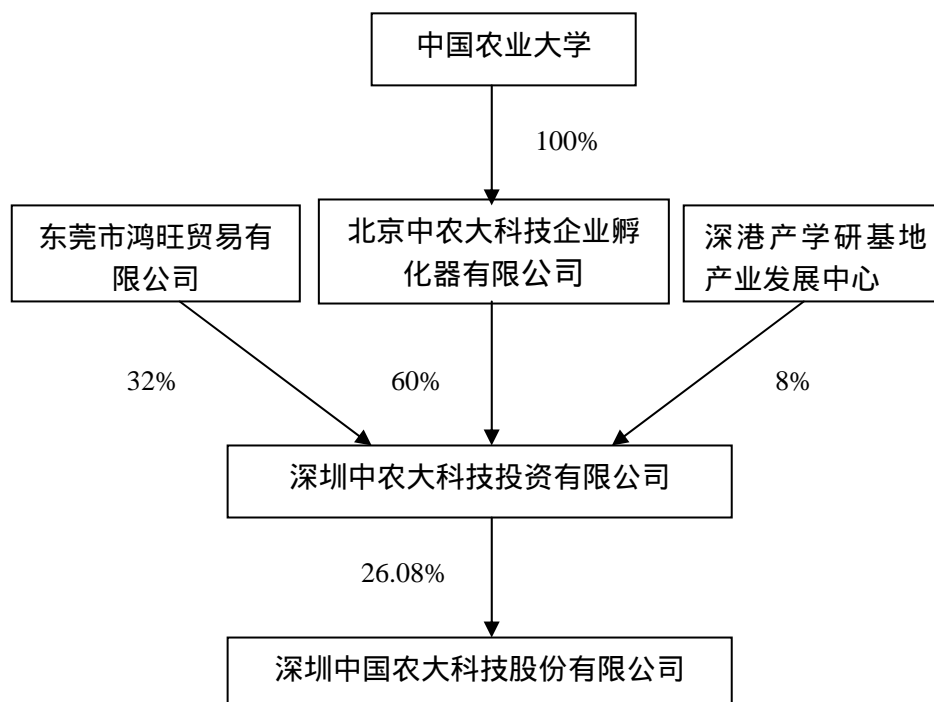 中国农业大学
100%
东莞市鸿旺贸易有
限公司
北京中农大科技企业孵
化器有限公司
深港产学研基地
产业发展中心
32%
60%
8%
深圳中农大科技投资有限公司
26.08%
深圳中国农大科技股份有限公司